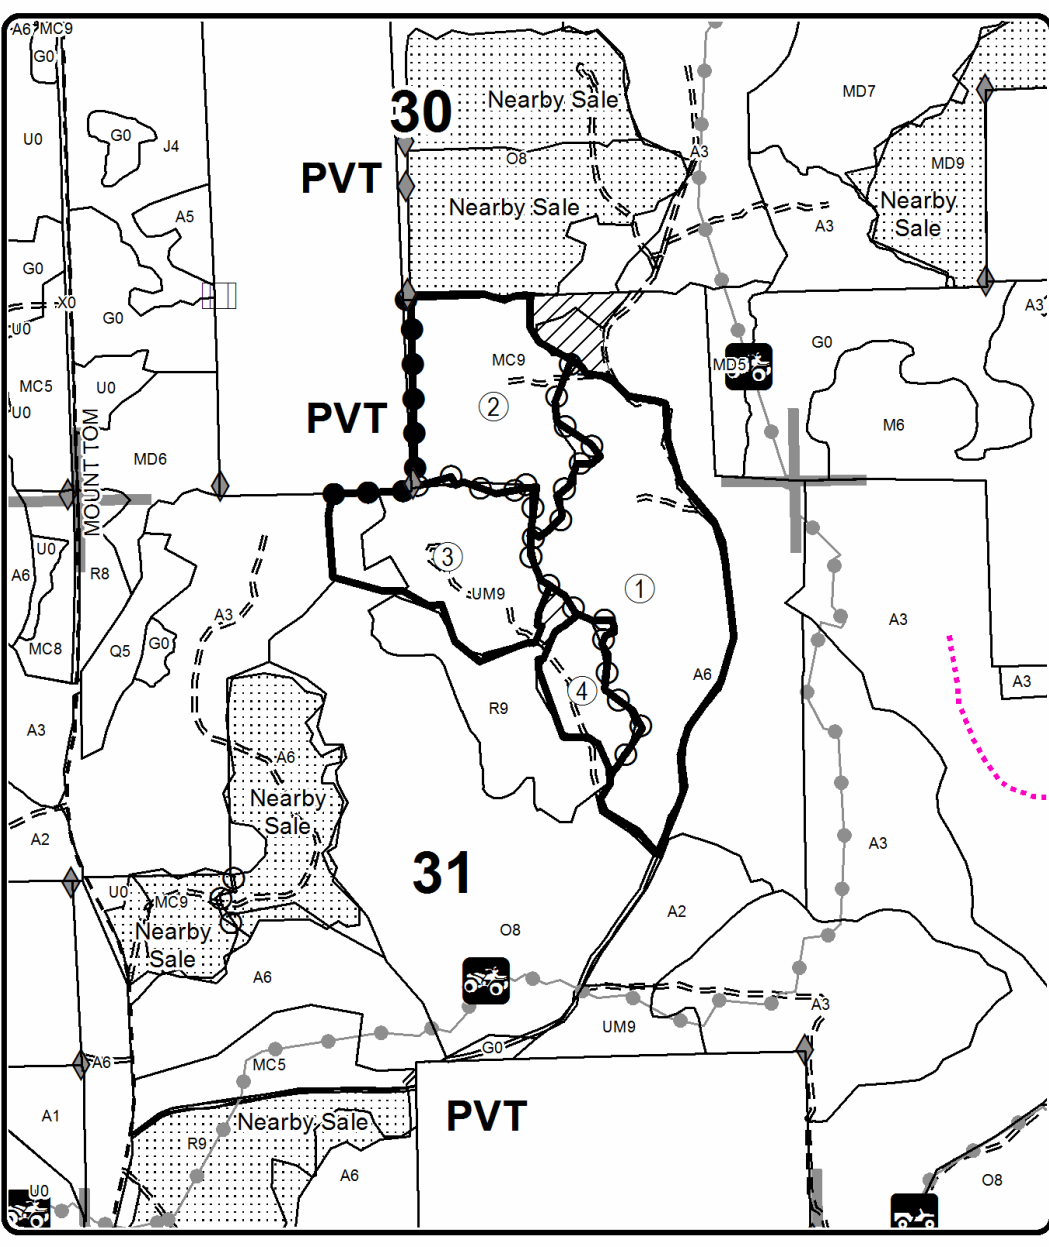 A6
MC9
G0
U0
G0
J4
A5
G0
X0
U0
G0
MC5
U0
U0
MD6
MOUNT TOM
30
PVT
Nearby Sale
O8
Nearby Sale
A3
MD7
MD9
Nearby
Sale
A3
A3
G0
MD5
M6
MC9
PVT
2
3
UM9
1
4
A6
R9
U0
A6
R8
MC8
Q5
G0
A3
A3
A3
A3
A6
Nearby
Sale
A2
U0
MC9
Nearby
Sale
31
O8
A2
A3
A6
A3
UM9
G0
A6
MC5
A1
Nearby Sale
R9
PVT
A6
U0
O8